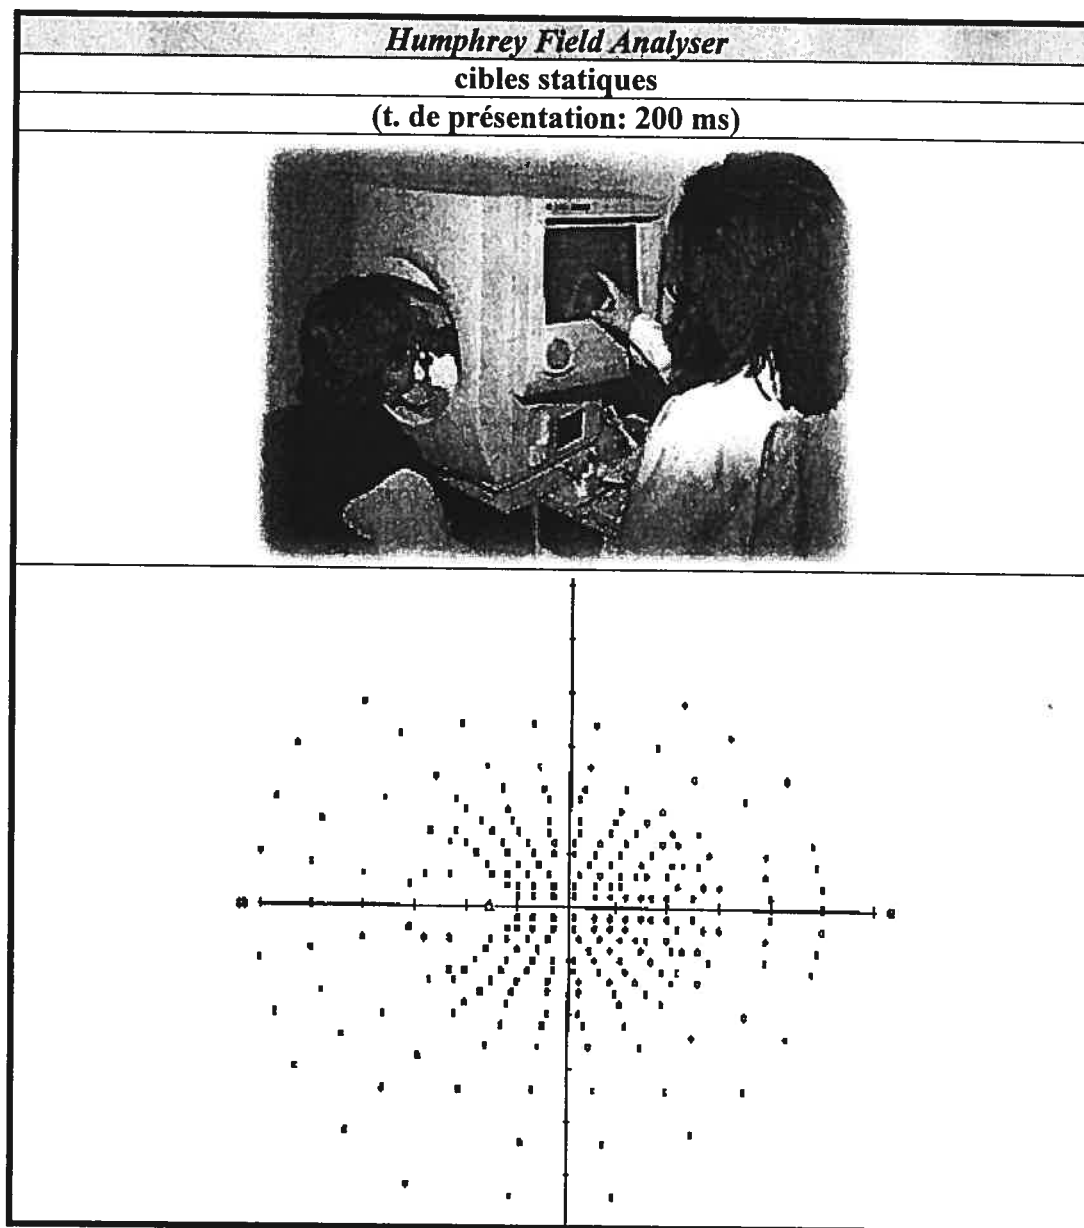 Humphrey Field Analyser
cibles statiques
(t. de présentation: 200 ms)